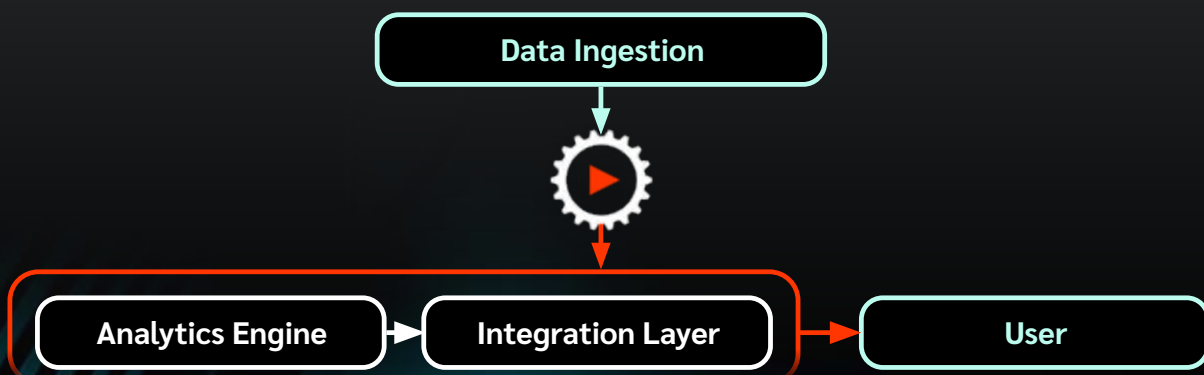 Data Ingestion
Analytics Engine
Integration Layer
User